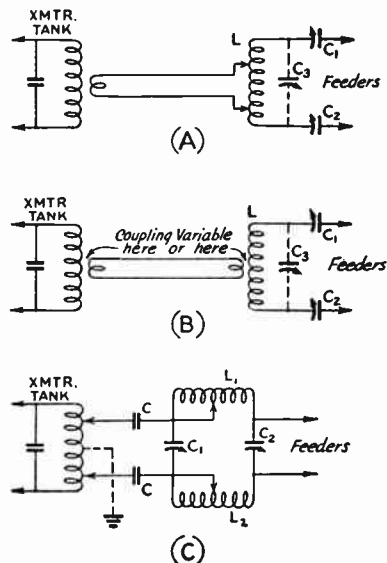 XMTR.
TANK
L
C1
C3
Feeders
C2
(A)
XMTR.
TANK
Coupling Variable
here or here
L
C1
C3
Feeders
C2
(B)
XMTR.
TANK
L1
C
C1
C2
Feeders
C
L2
(C)